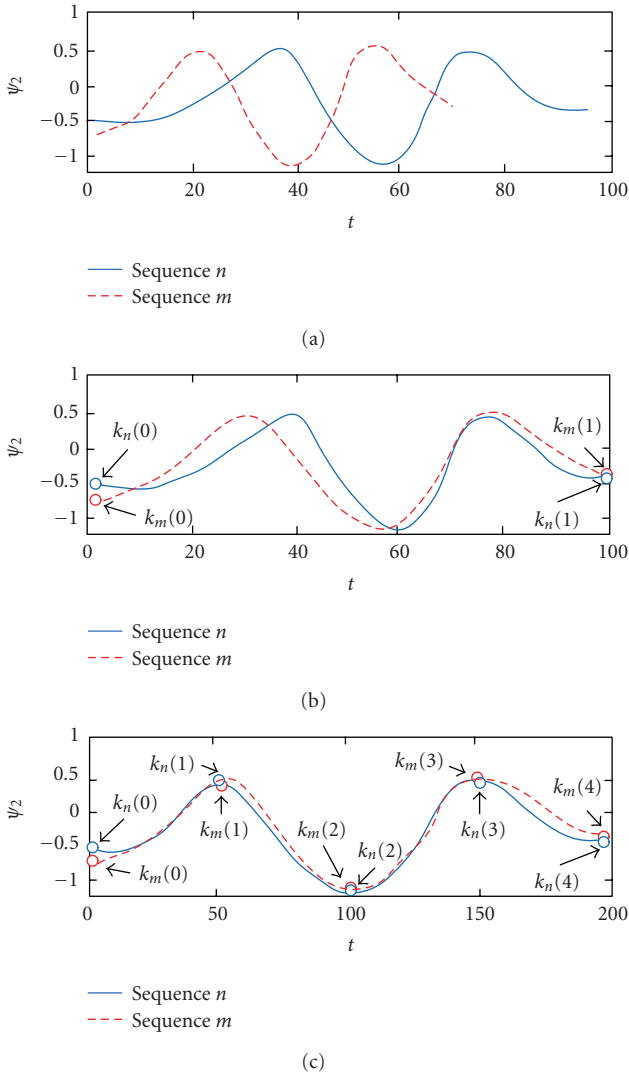 1
0.5
0
−0.5
−1
ψ2
0 20 40 60 80 100
t
Sequence n
Sequence m
(a)
1
0.5
0
−0.5
−1
ψ2
kn(0)
km(0)
km(1)
kn(1)
0 20 40 60 80 100
t
Sequence n
Sequence m
(b)
1
0.5
0
−0.5
−1
ψ2
kn(0)
km(0)
kn(1)
km(1)
km(2)
kn(2)
km(3)
kn(3)
km(4)
kn(4)
0 50 100 150 200
t
Sequence n
Sequence m
(c)